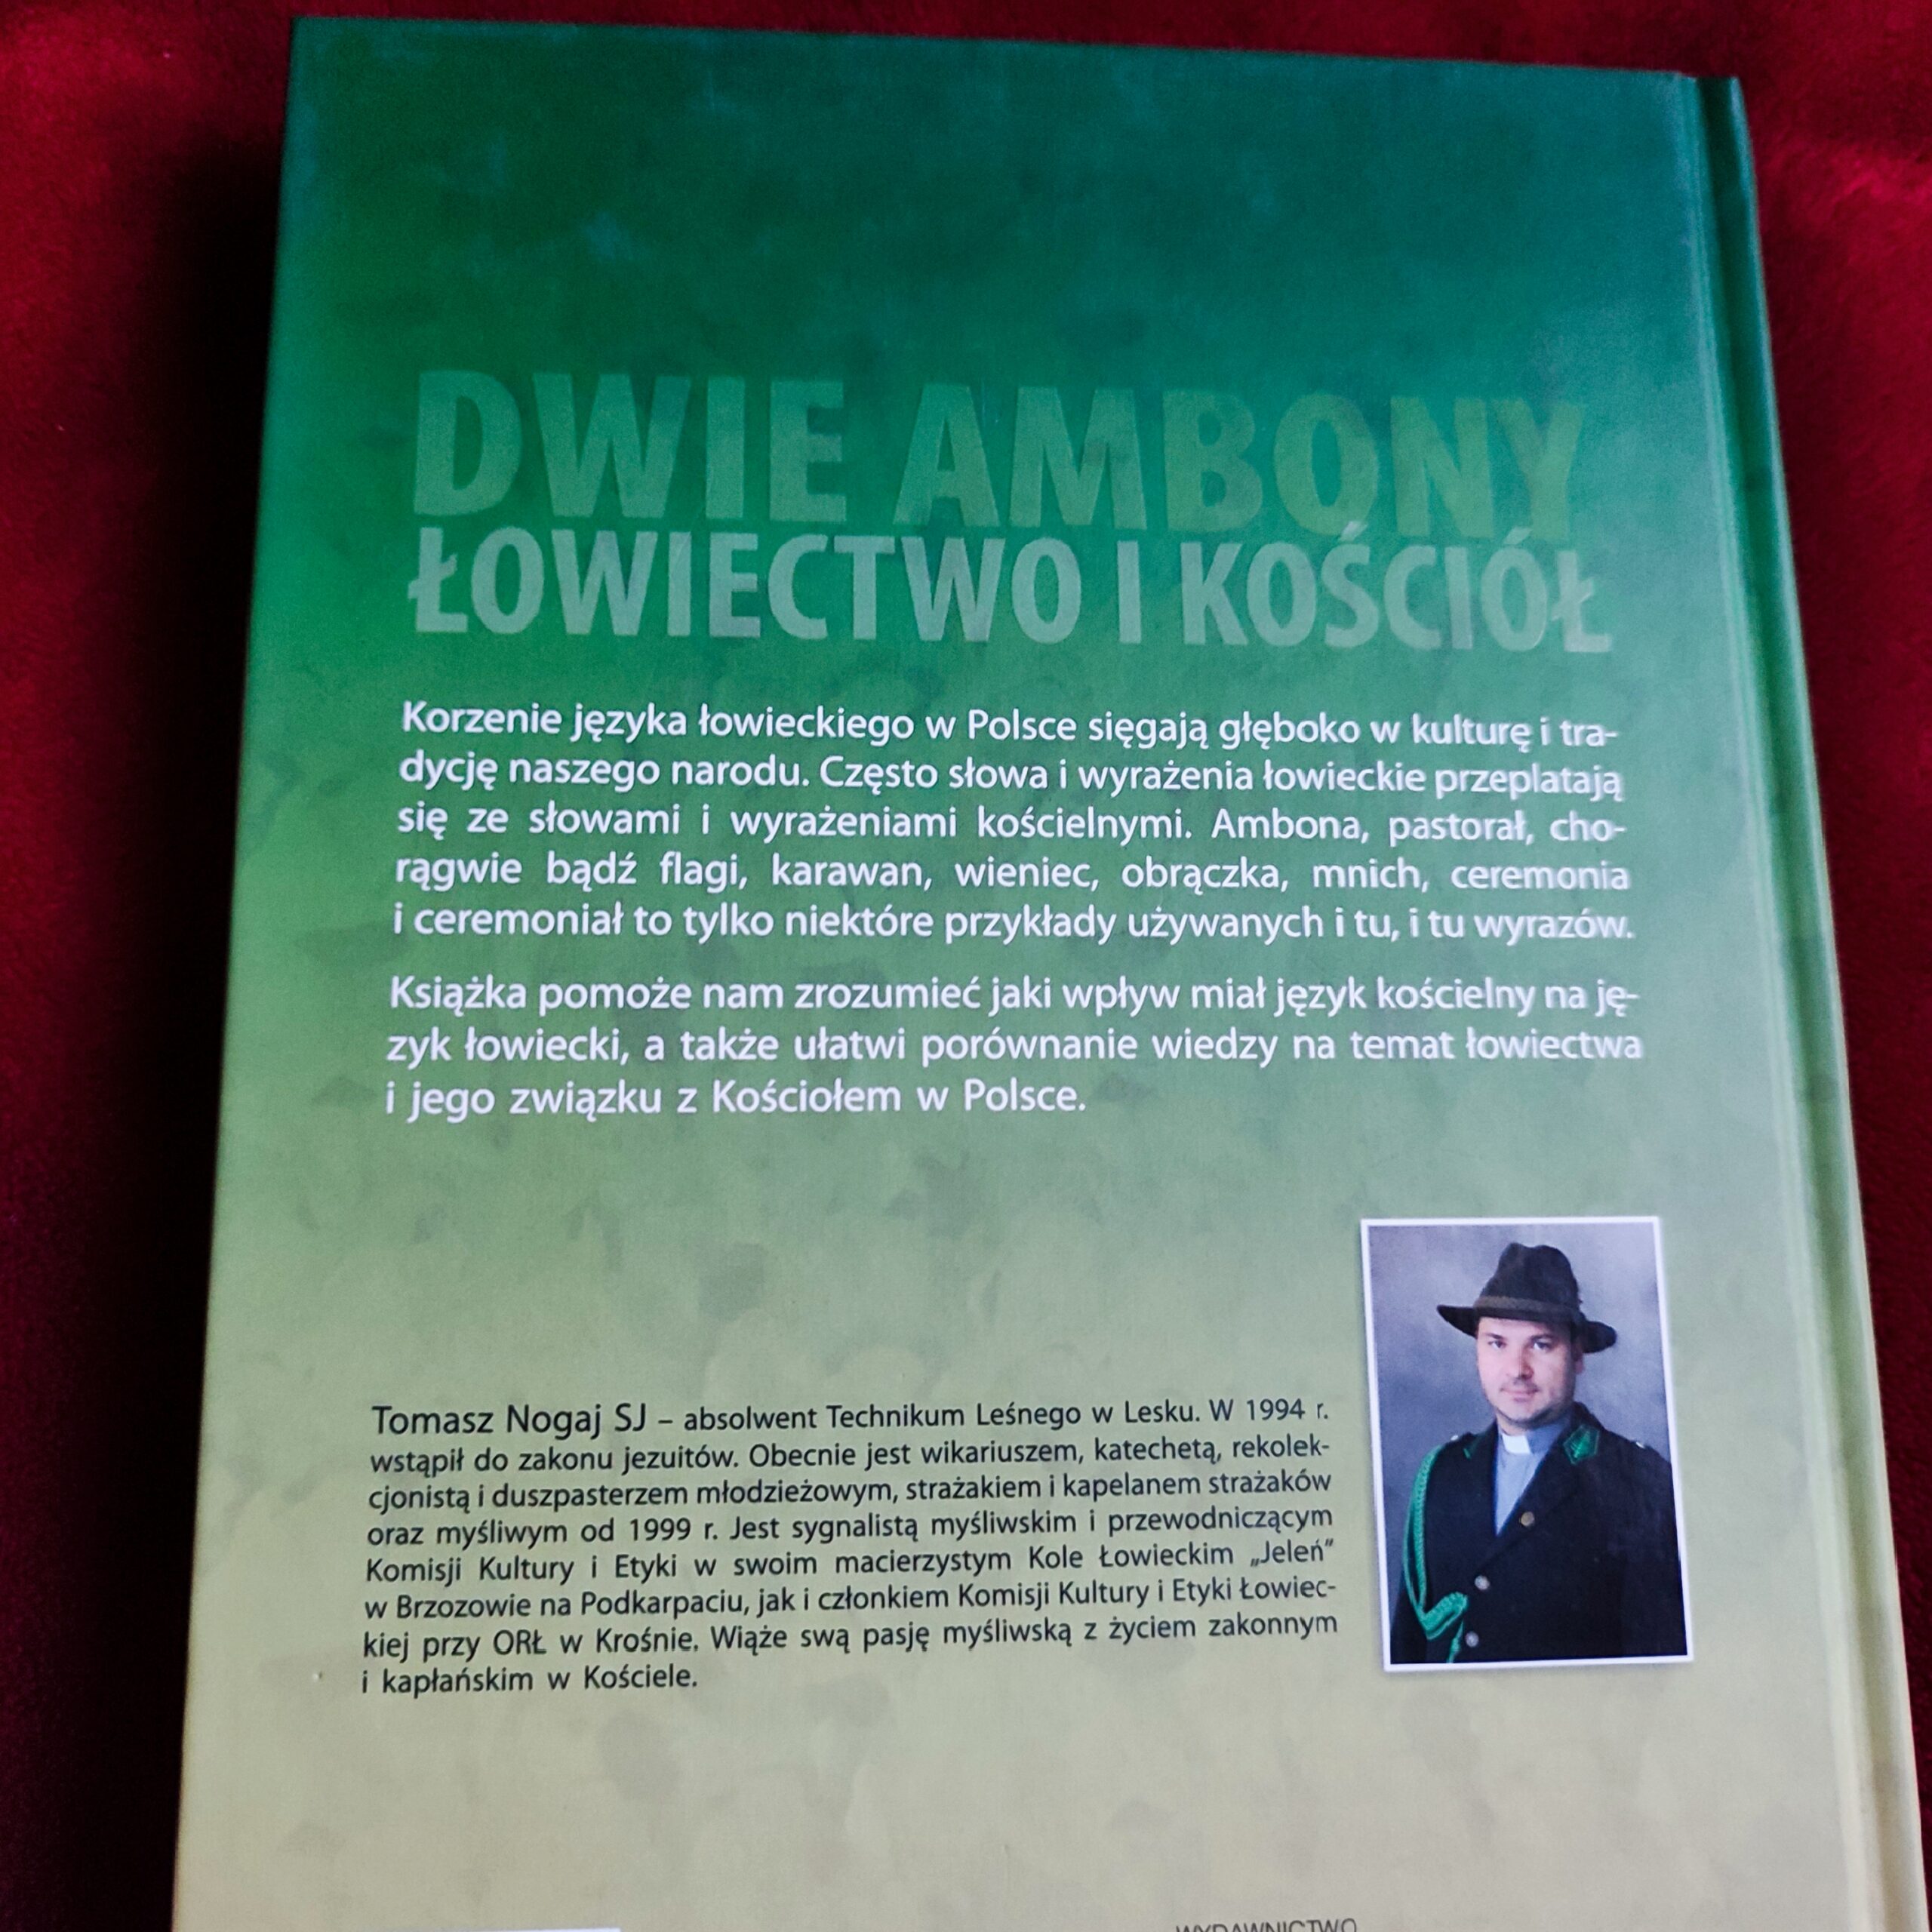 DWIE AMBONY
ŁOWIECTWO I KOŚCIÓŁ
Korzenie języka łowieckiego w Polsce sięgają głęboko w kulturę i tra-
dycję naszego narodu. Często słowa i wyrażenia łowieckie przeplatają
się ze słowami i wyrażeniami kościelnymi. Ambona, pastorał, cho-
rągwie bądź flagi, karawan, wieniec, obrączka, mnich, ceremonia
i ceremoniał to tylko niektóre przykłady używanych i tu, i tu wyrazów.
Książka pomoże nam zrozumieć jaki wpływ miał język kościelny na ję-
zyk łowiecki, a także ułatwi porównanie wiedzy na temat łowiectwa
i jego związku z Kościołem w Polsce.
Tomasz Nogaj SJ – absolwent Technikum Leśnego w Lesku. W 1994 r.
wstąpił do zakonu jezuitów. Obecnie jest wikariuszem, katechetą, rekolek-
cjonistą i duszpasterzem młodzieżowym, strażakiem i kapelanem strażaków
oraz myśliwym od 1999 r. Jest sygnalistą myśliwskim i przewodniczącym
Komisji Kultury i Etyki w swoim macierzystym Kole Łowieckim „Jeleń”
w Brzozowie na Podkarpaciu, jak i członkiem Komisji Kultury i Etyki Łowiec-
kiej przy ORŁ w Krośnie. Wiąże swą pasję myśliwską z życiem zakonnym
i kapłańskim w Kościele.
WYDAWNICTWO